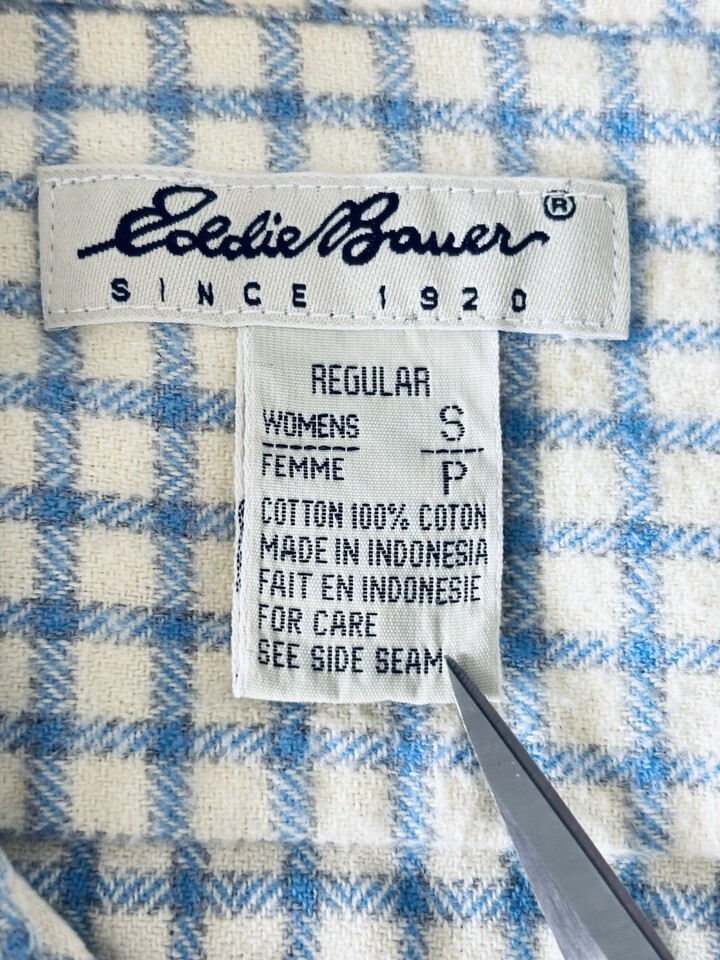 Eddie Bauer ®
SINCE 1920
REGULAR
WOMENS S
FEMME P
COTTON 100% COTON
MADE IN INDONESIA
FAIT EN INDONESIE
FOR CARE
SEE SIDE SEAM